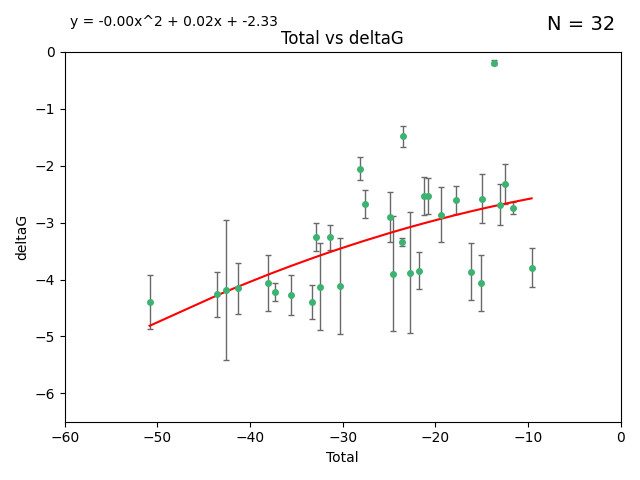 y = -0.00x^2 + 0.02x + -2.33
N = 32
Total vs deltaG
0
−1
−2
−3
−4
−5
−6
deltaG
−60 −50 −40 −30 −20 −10 0
Total